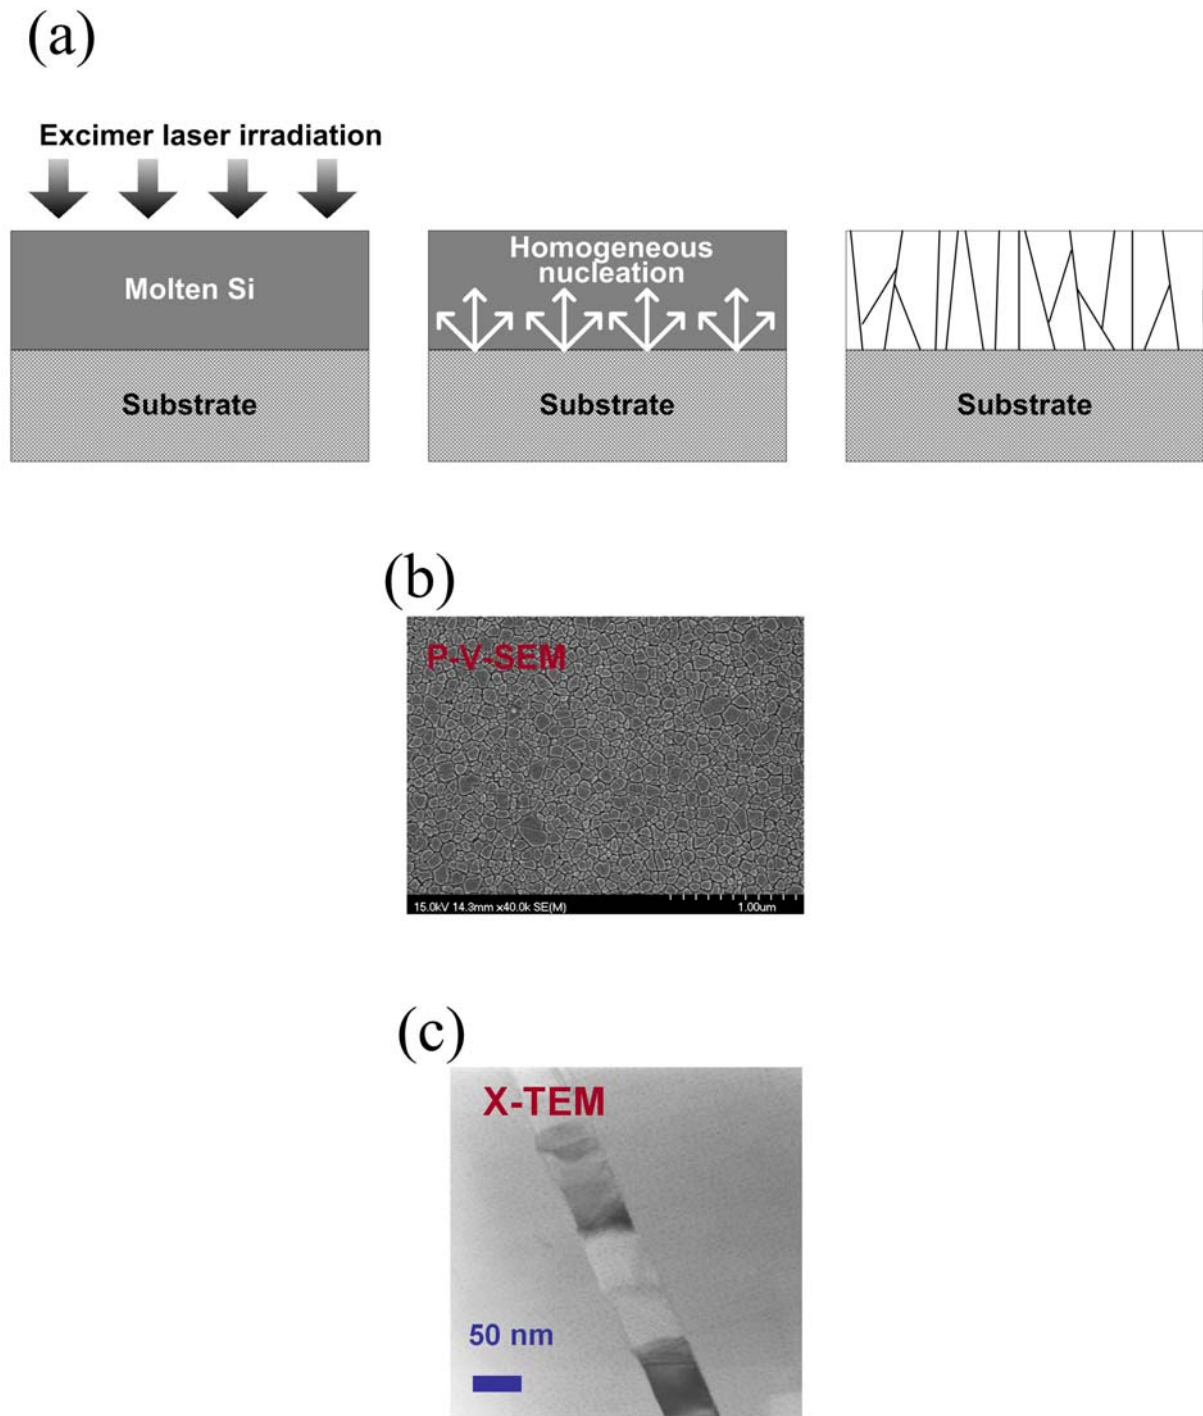 (a)
Excimer laser irradiation
Molten Si
Substrate
Homogeneous
nucleation
Substrate
Substrate
(b)
P-V-SEM
15.0kV 14.3mm x40.0k SE(M)
1.00um
(c)
X-TEM
50 nm